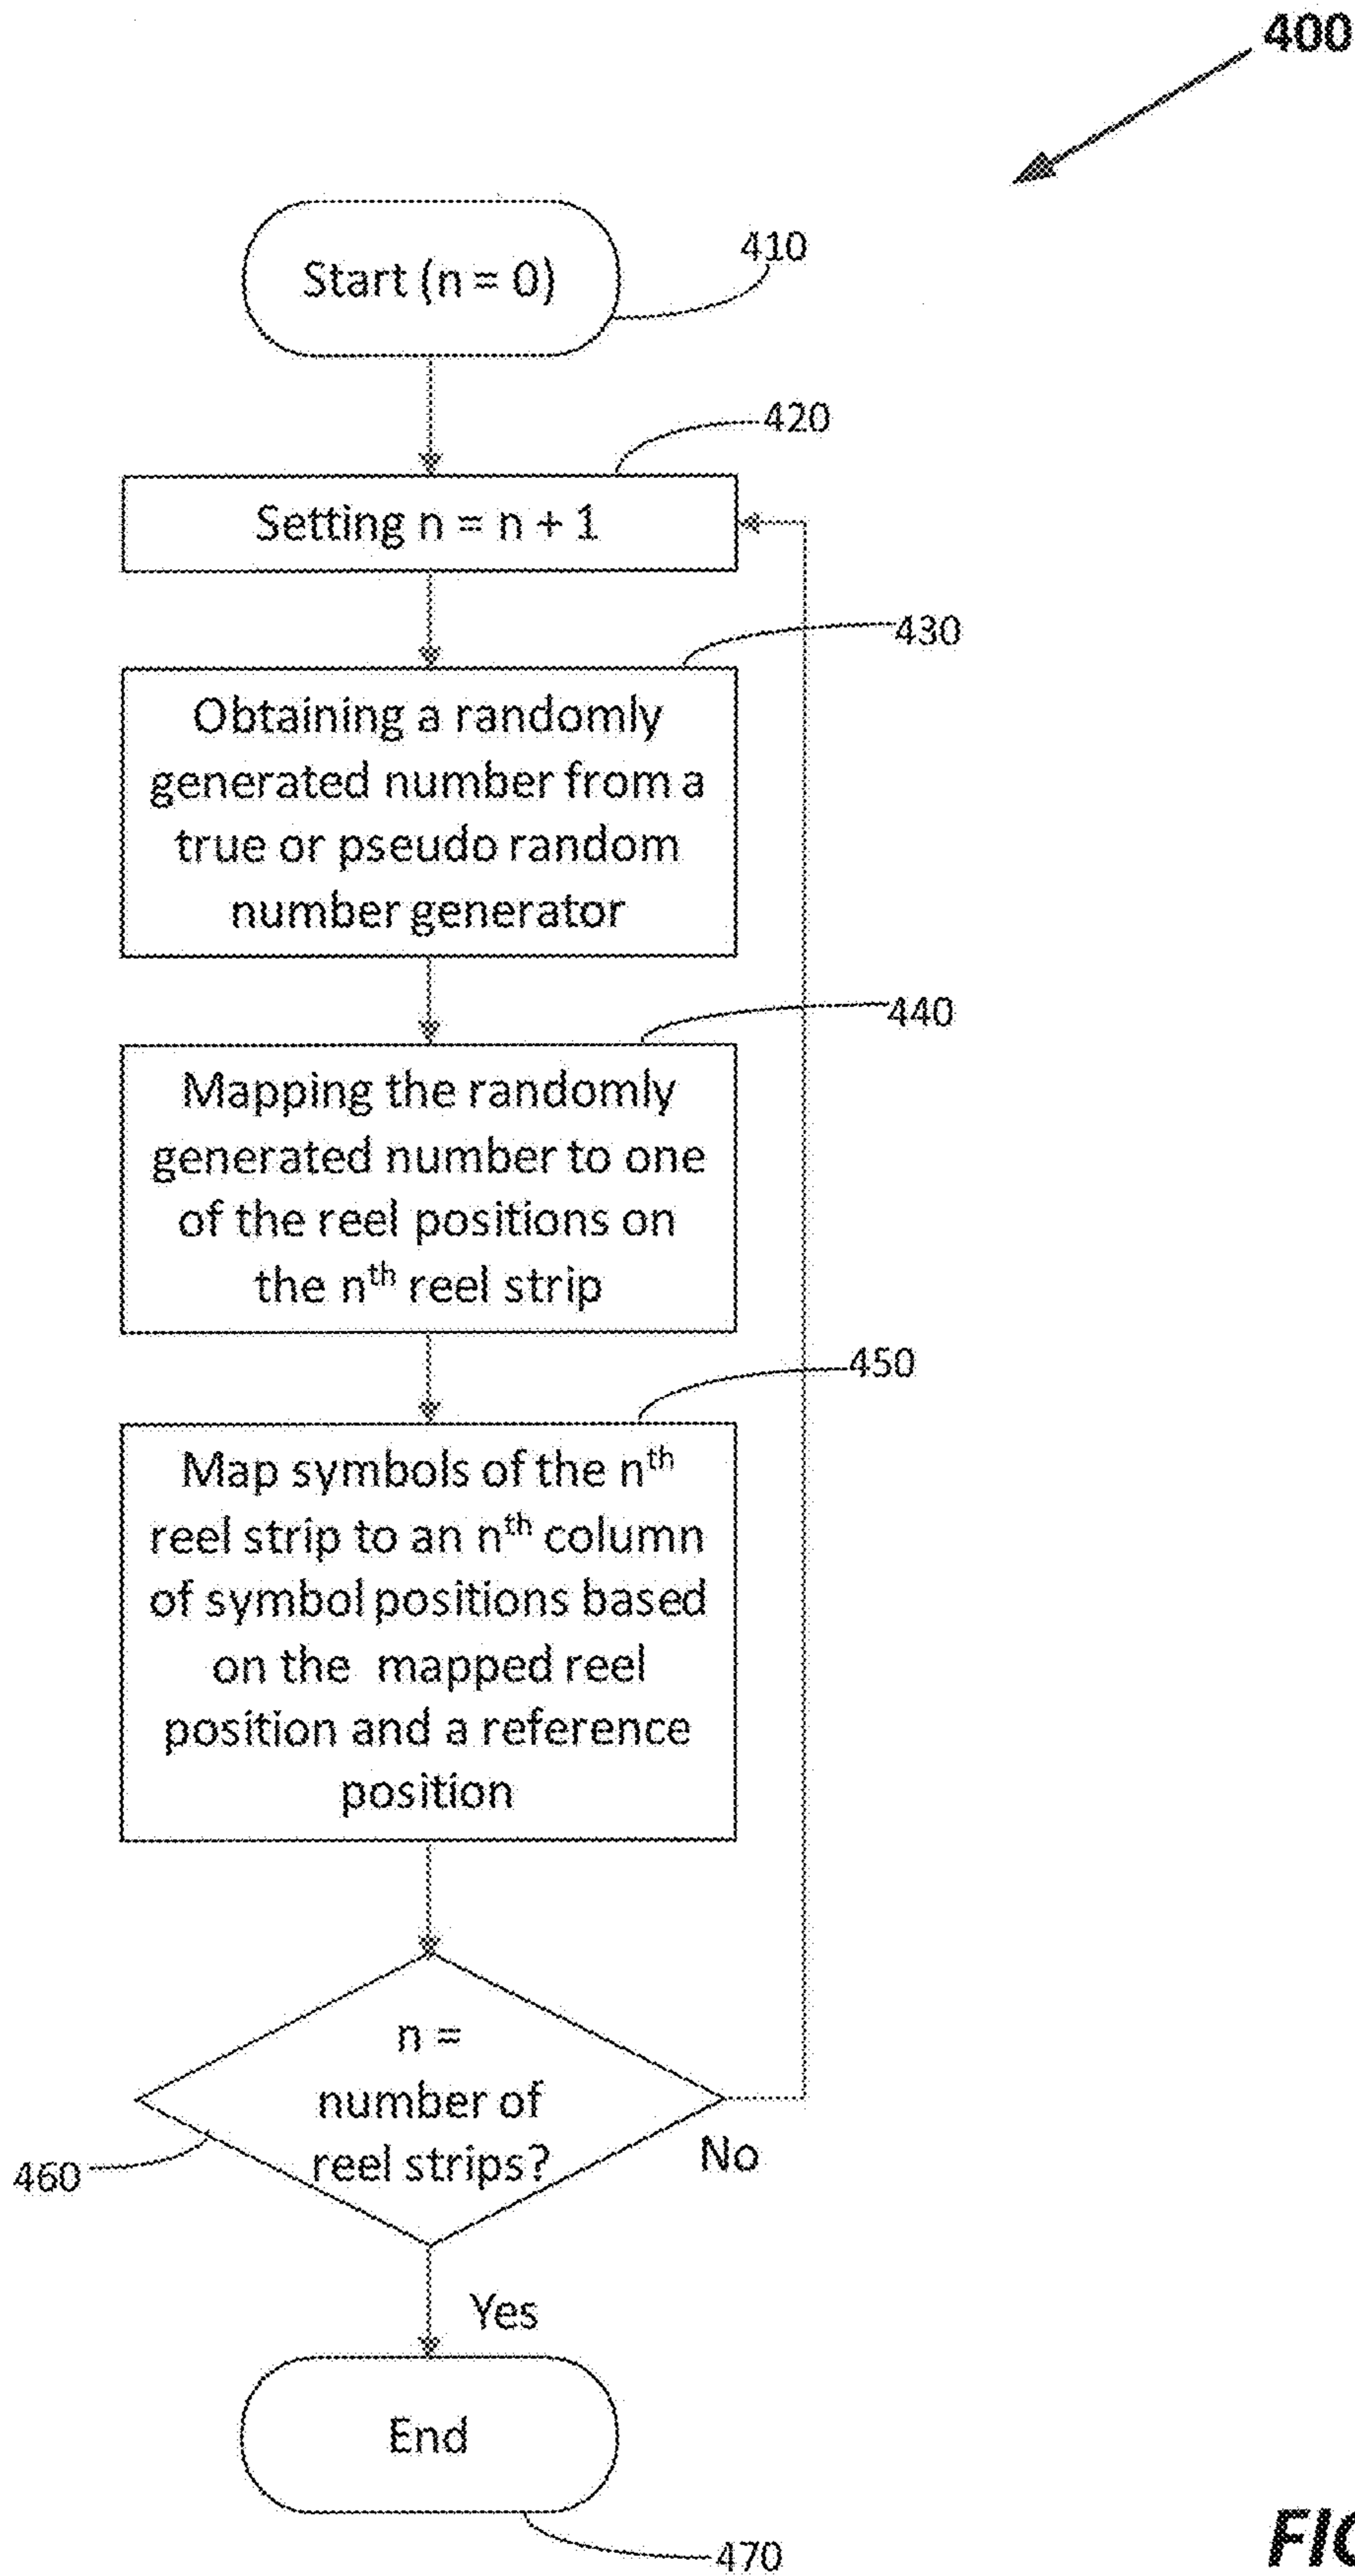 400
Start (n = 0)
410
420
Setting n = n + 1
430
Obtaining a randomly
generated number from a
true or pseudo random
number generator
440
Mapping the randomly
generated number to one
of the reel positions on
the nth reel strip
450
Map symbols of the nth
reel strip to an nth column
of symbol positions based
on the mapped reel
position and a reference
position
n =
number of
reel strips?
460
No
Yes
End
470